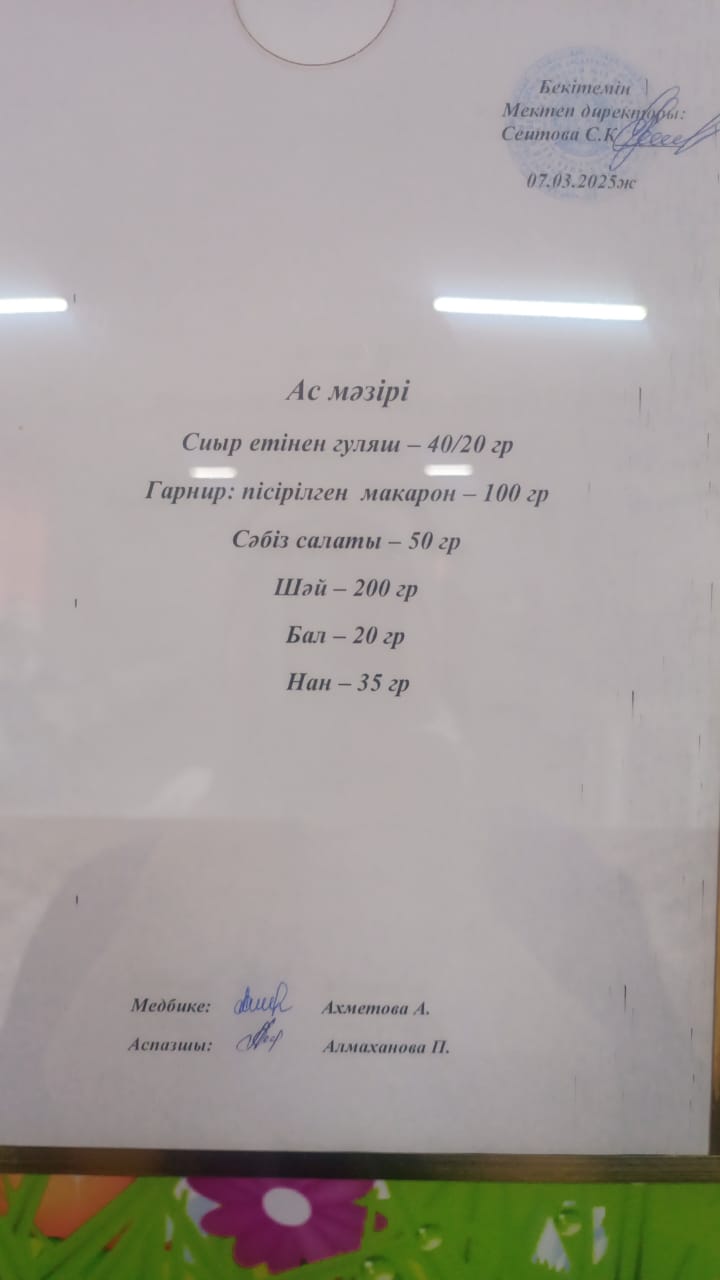 Бекітемін
Мектеп директоры:
Сеитова С.К
07.03.2025ж
Ас мәзірі
Сиыр етінен гуляш – 40/20 гр
Гарнир: пісірілген макарон – 100 гр
Сәбіз салаты – 50 гр
Шәй – 200 гр
Бал – 20 гр
Нан – 35 гр
Медбике: Ахметова А.
Аспазшы: Алмаханова П.